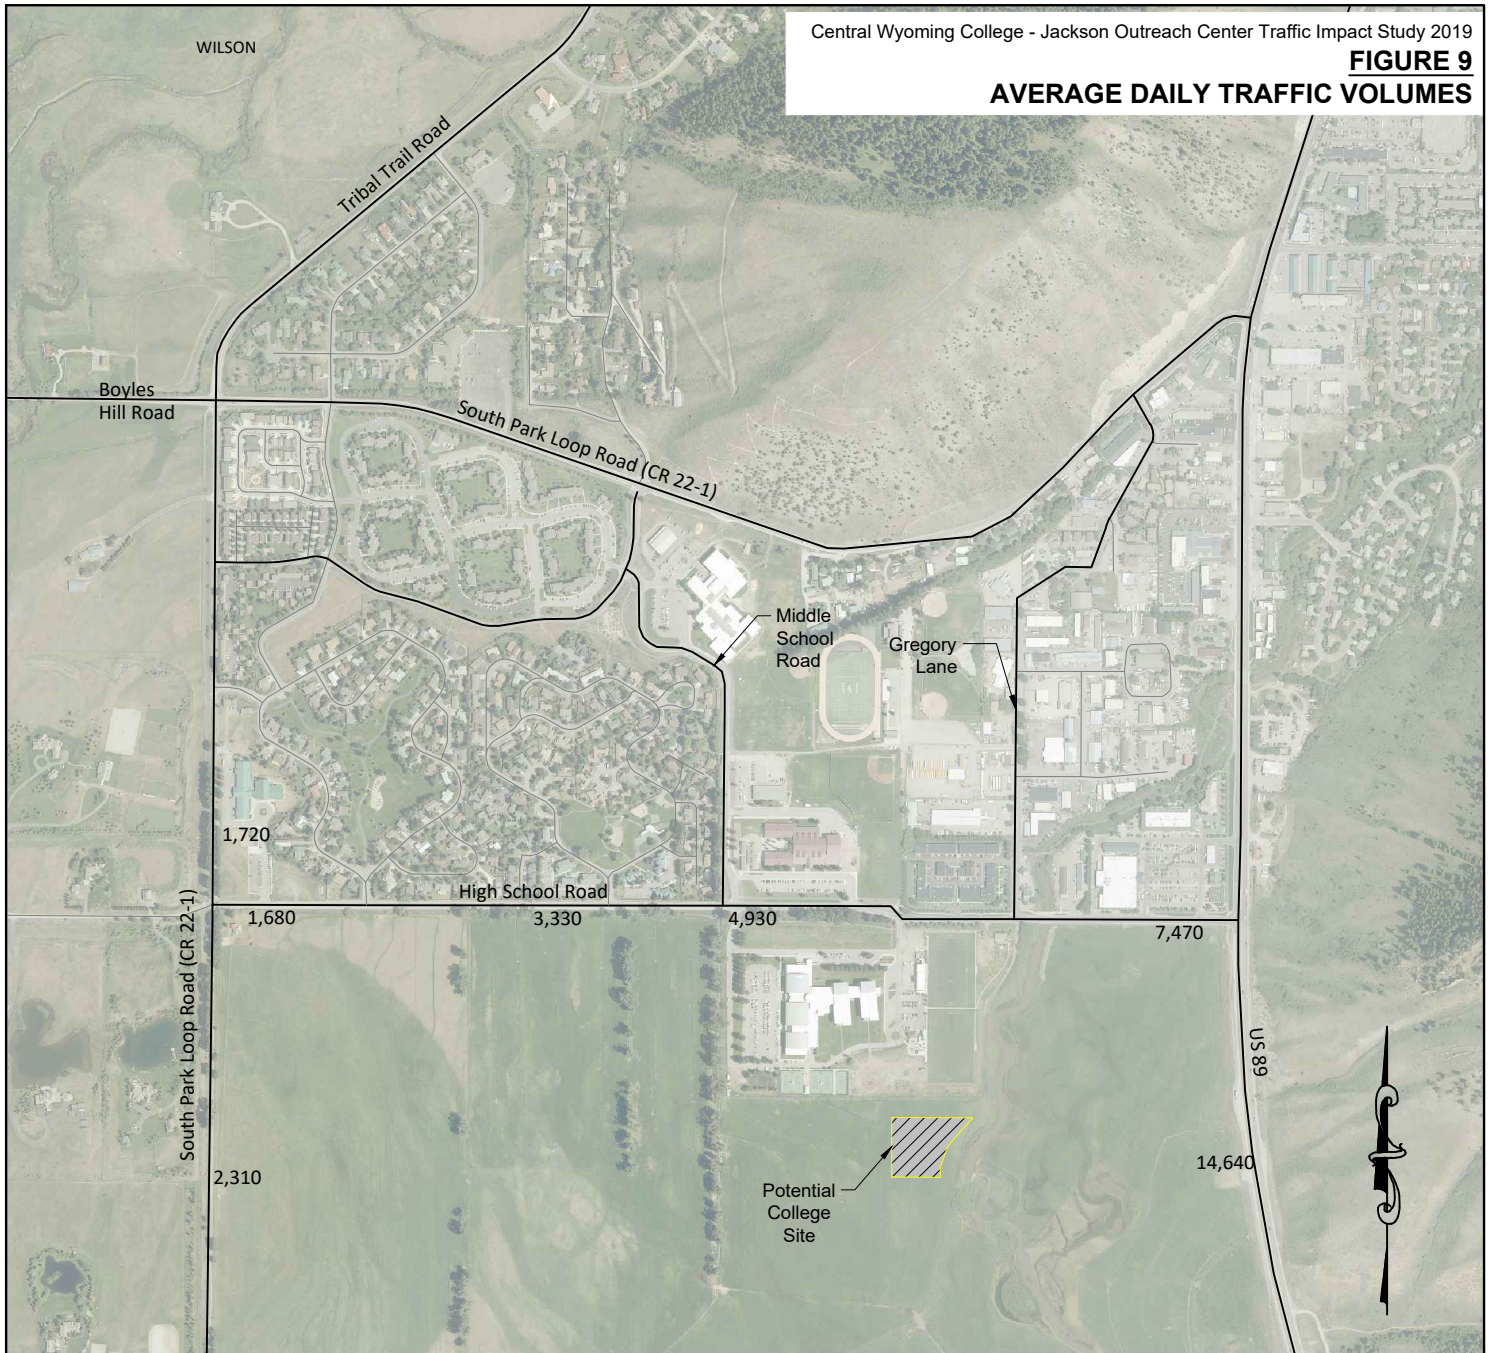 Central Wyoming College - Jackson Outreach Center Traffic Impact Study 2019
FIGURE 9
AVERAGE DAILY TRAFFIC VOLUMES
WILSON
Tribal Trail Road
Boyles
Hill Road
South Park Loop Road (CR 22-1)
Middle
School
Road
Gregory
Lane
1,720
High School Road
1,680
3,330
4,930
7,470
South Park Loop Road (CR 22-1)
2,310
US 89
14,640
Potential
College
Site